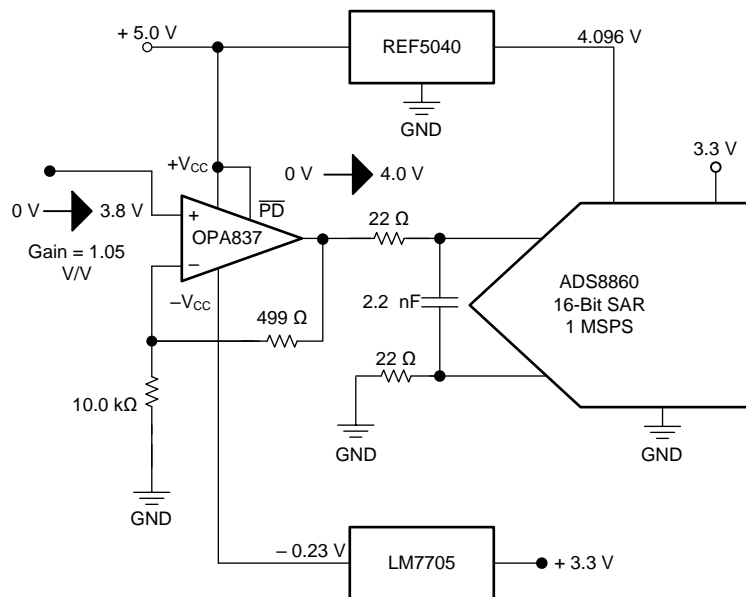 + 5.0 V
REF5040
4.096 V
GND
3.3 V
+VCC
0 V
4.0 V
PD
0 V
3.8 V
+
OPA837
22 Ω
Gain = 1.05
V/V
−
ADS8860
16-Bit SAR
1 MSPS
−VCC
2.2 nF
499 Ω
22 Ω
10.0 kΩ
GND
GND
GND
− 0.23 V
LM7705
+ 3.3 V